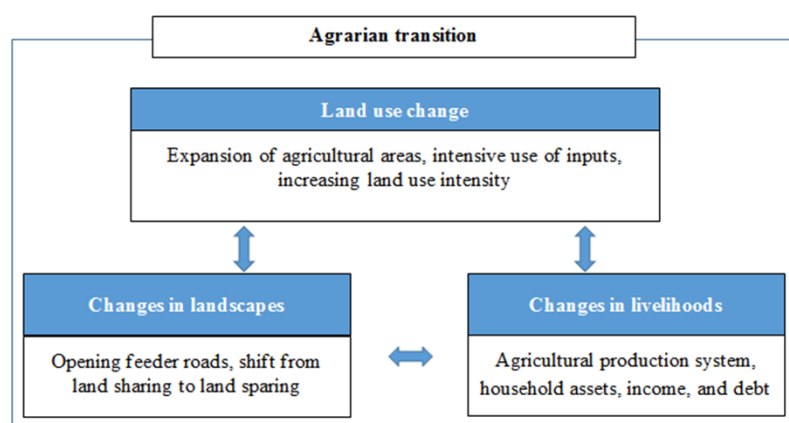 Agrarian transition
Land use change
Expansion of agricultural areas, intensive use of inputs,
increasing land use intensity
Changes in landscapes
Opening feeder roads, shift from
land sharing to land sparing
Changes in livelihoods
Agricultural production system,
household assets, income, and debt